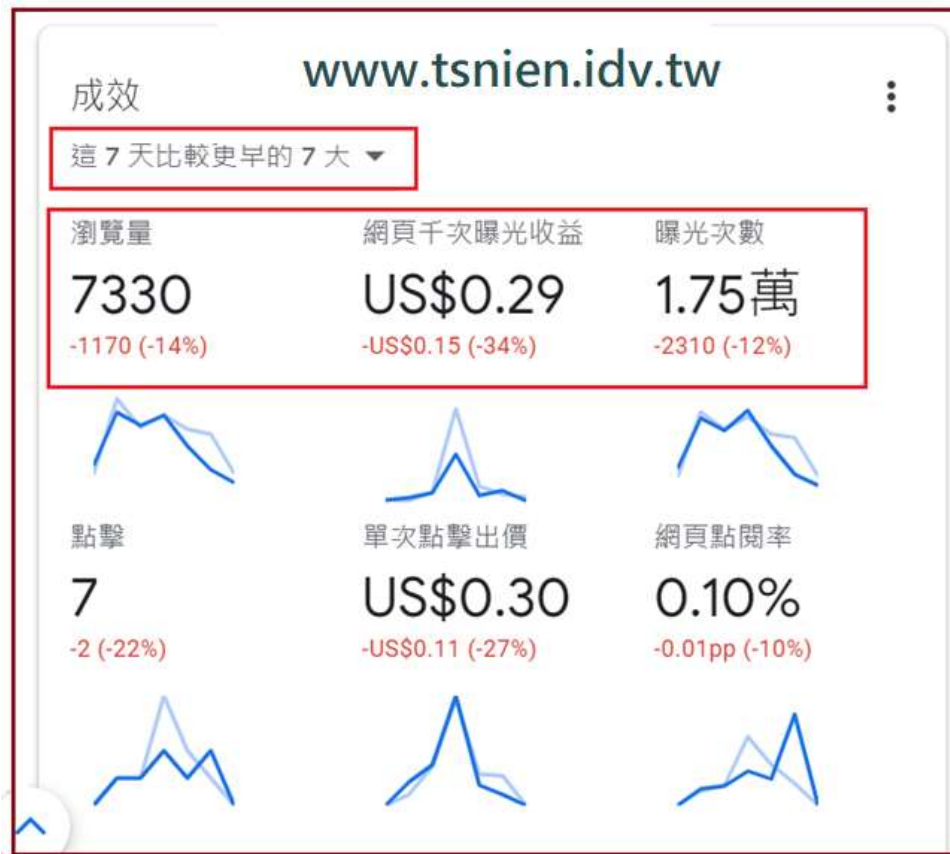 www.tsnien.idv.tw
成效
這 7 天比較更早的 7 天
瀏覽量 網頁千次曝光收益 曝光次數
7330 US$0.29 1.75萬
-1170 (-14%) -US$0.15 (-34%) -2310 (-12%)
點擊 單次點擊出價 網頁點閱率
7 US$0.30 0.10%
-2 (-22%) -US$0.11 (-27%) -0.01pp (-10%)